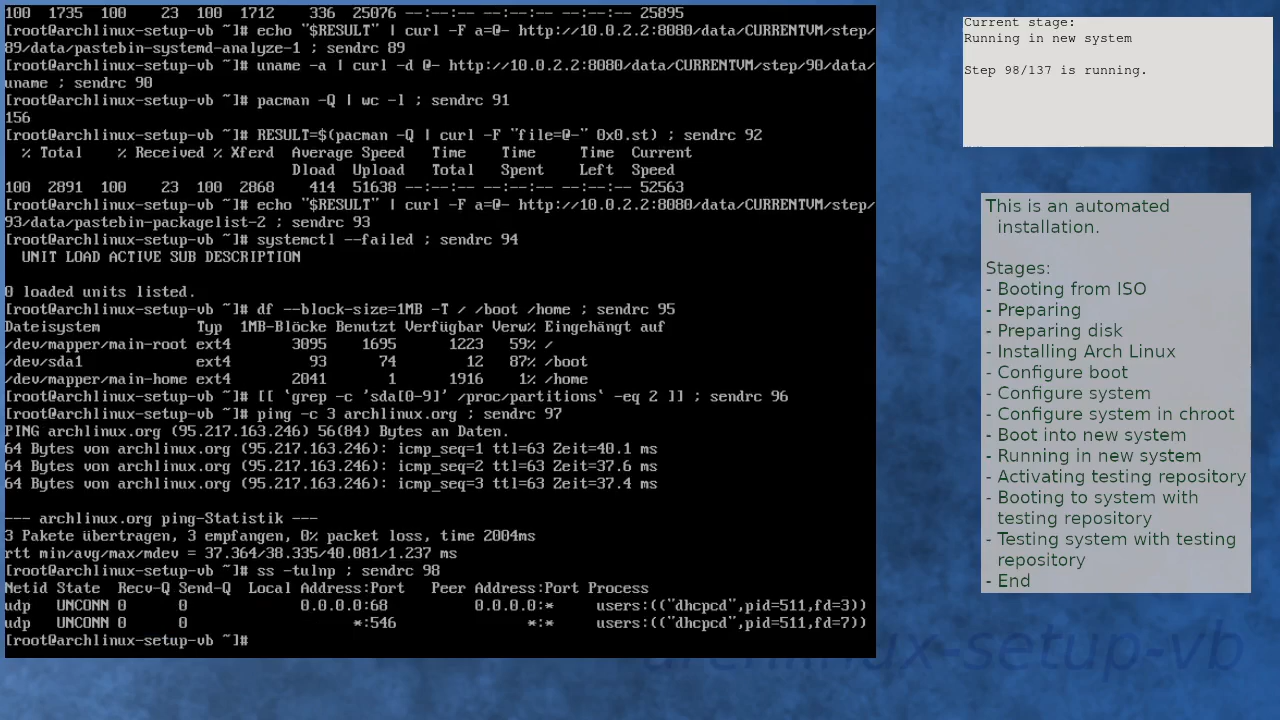 100  1735  100    23  100  1712    336  25076 --:--:-- --:--:-- --:--:-- 25895
[root@archlinux-setup-vb ~]# echo "$RESULT" | curl -F a=@- http://10.0.2.2:8080/data/CURRENTVM/step/
89/data/pastebin-systemd-analyze-1 ; sendrc 89
[root@archlinux-setup-vb ~]# uname -a | curl -d @- http://10.0.2.2:8080/data/CURRENTVM/step/90/data/
uname ; sendrc 90
[root@archlinux-setup-vb ~]# pacman -Q | wc -l ; sendrc 91
156
[root@archlinux-setup-vb ~]# RESULT=$(pacman -Q | curl -F "file=@-" 0x0.st) ; sendrc 92
% Total    % Received % Xferd  Average Speed   Time    Time     Time  Current
Dload  Upload   Total   Spent    Left  Speed
100  2891  100    23  100  2868    414  51638 --:--:-- --:--:-- --:--:-- 52563
[root@archlinux-setup-vb ~]# echo "$RESULT" | curl -F a=@- http://10.0.2.2:8080/data/CURRENTVM/step/
93/data/pastebin-packagelist-2 ; sendrc 93
[root@archlinux-setup-vb ~]# systemctl --failed ; sendrc 94
UNIT LOAD ACTIVE SUB DESCRIPTION
0 loaded units listed.
[root@archlinux-setup-vb ~]# df --block-size=1MB -T / /boot /home ; sendrc 95
Dateisystem           Typ  1MB-Blöcke Benutzt Verfügbar Verw% Eingehängt auf
/dev/mapper/main-root ext4       3095    1695      1223   59% /
/dev/sda1             ext4         93      74        12   87% /boot
/dev/mapper/main-home ext4       2041       1      1916    1% /home
[root@archlinux-setup-vb ~]# [[ `grep -c 'sda[0-9]' /proc/partitions` -eq 2 ]] ; sendrc 96
[root@archlinux-setup-vb ~]# ping -c 3 archlinux.org ; sendrc 97
PING archlinux.org (95.217.163.246) 56(84) Bytes an Daten.
64 Bytes von archlinux.org (95.217.163.246): icmp_seq=1 ttl=63 Zeit=40.1 ms
64 Bytes von archlinux.org (95.217.163.246): icmp_seq=2 ttl=63 Zeit=37.6 ms
64 Bytes von archlinux.org (95.217.163.246): icmp_seq=3 ttl=63 Zeit=37.4 ms
--- archlinux.org ping-Statistik ---
3 Pakete übertragen, 3 empfangen, 0% packet loss, time 2004ms
rtt min/avg/max/mdev = 37.364/38.335/40.081/1.237 ms
[root@archlinux-setup-vb ~]# ss -tulnp ; sendrc 98
Netid State  Recv-Q Send-Q   Local Address:Port   Peer Address:Port Process
udp   UNCONN 0      0              0.0.0.0:68          0.0.0.0:*     users:(("dhcpcd",pid=511,fd=3))
udp   UNCONN 0      0                    *:546               *:*     users:(("dhcpcd",pid=511,fd=7))
[root@archlinux-setup-vb ~]#
Current stage:
Running in new system
Step 98/137 is running.
This is an automated
installation.
Stages:
- Booting from ISO
- Preparing
- Preparing disk
- Installing Arch Linux
- Configure boot
- Configure system
- Configure system in chroot
- Boot into new system
- Running in new system
- Activating testing repository
- Booting to system with
testing repository
- Testing system with testing
repository
- End
archlinux-setup-vb